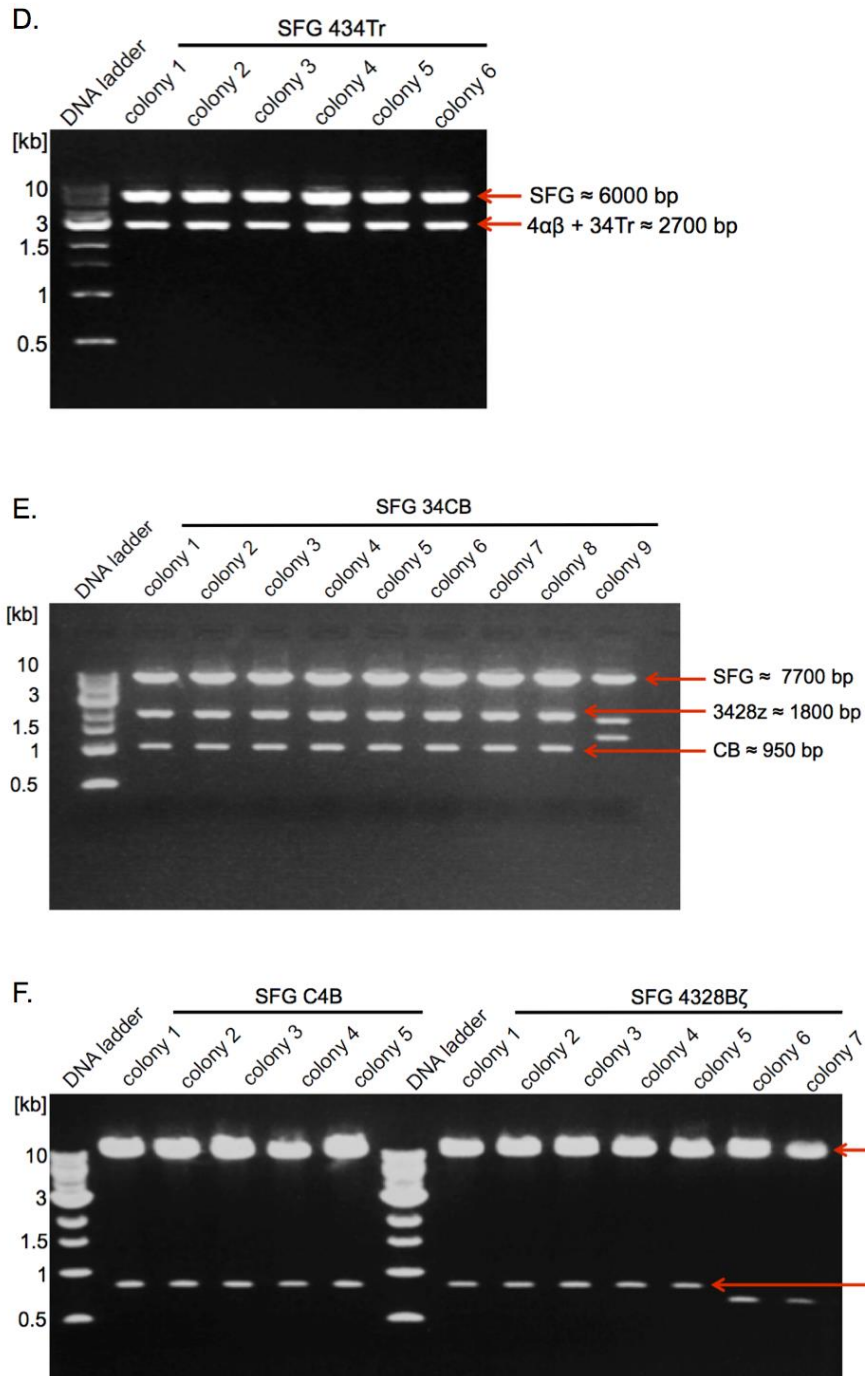 D.
SFG 434Tr
DNA ladder
colony 1
colony 2
colony 3
colony 4
colony 5
colony 6
[kb]
10
3
1.5
1
0.5
SFG ≈ 6000 bp
4αβ + 34Tr ≈ 2700 bp
E.
SFG 34CB
DNA ladder
colony 1
colony 2
colony 3
colony 4
colony 5
colony 6
colony 7
colony 8
colony 9
[kb]
10
3
1.5
1
0.5
SFG ≈ 7700 bp
3428z ≈ 1800 bp
CB ≈ 950 bp
F.
SFG C4B
SFG 4328Bζ
DNA ladder
colony 1
colony 2
colony 3
colony 4
colony 5
DNA ladder
colony 1
colony 2
colony 3
colony 4
colony 5
colony 6
colony 7
[kb]
10
3
1.5
1
0.5